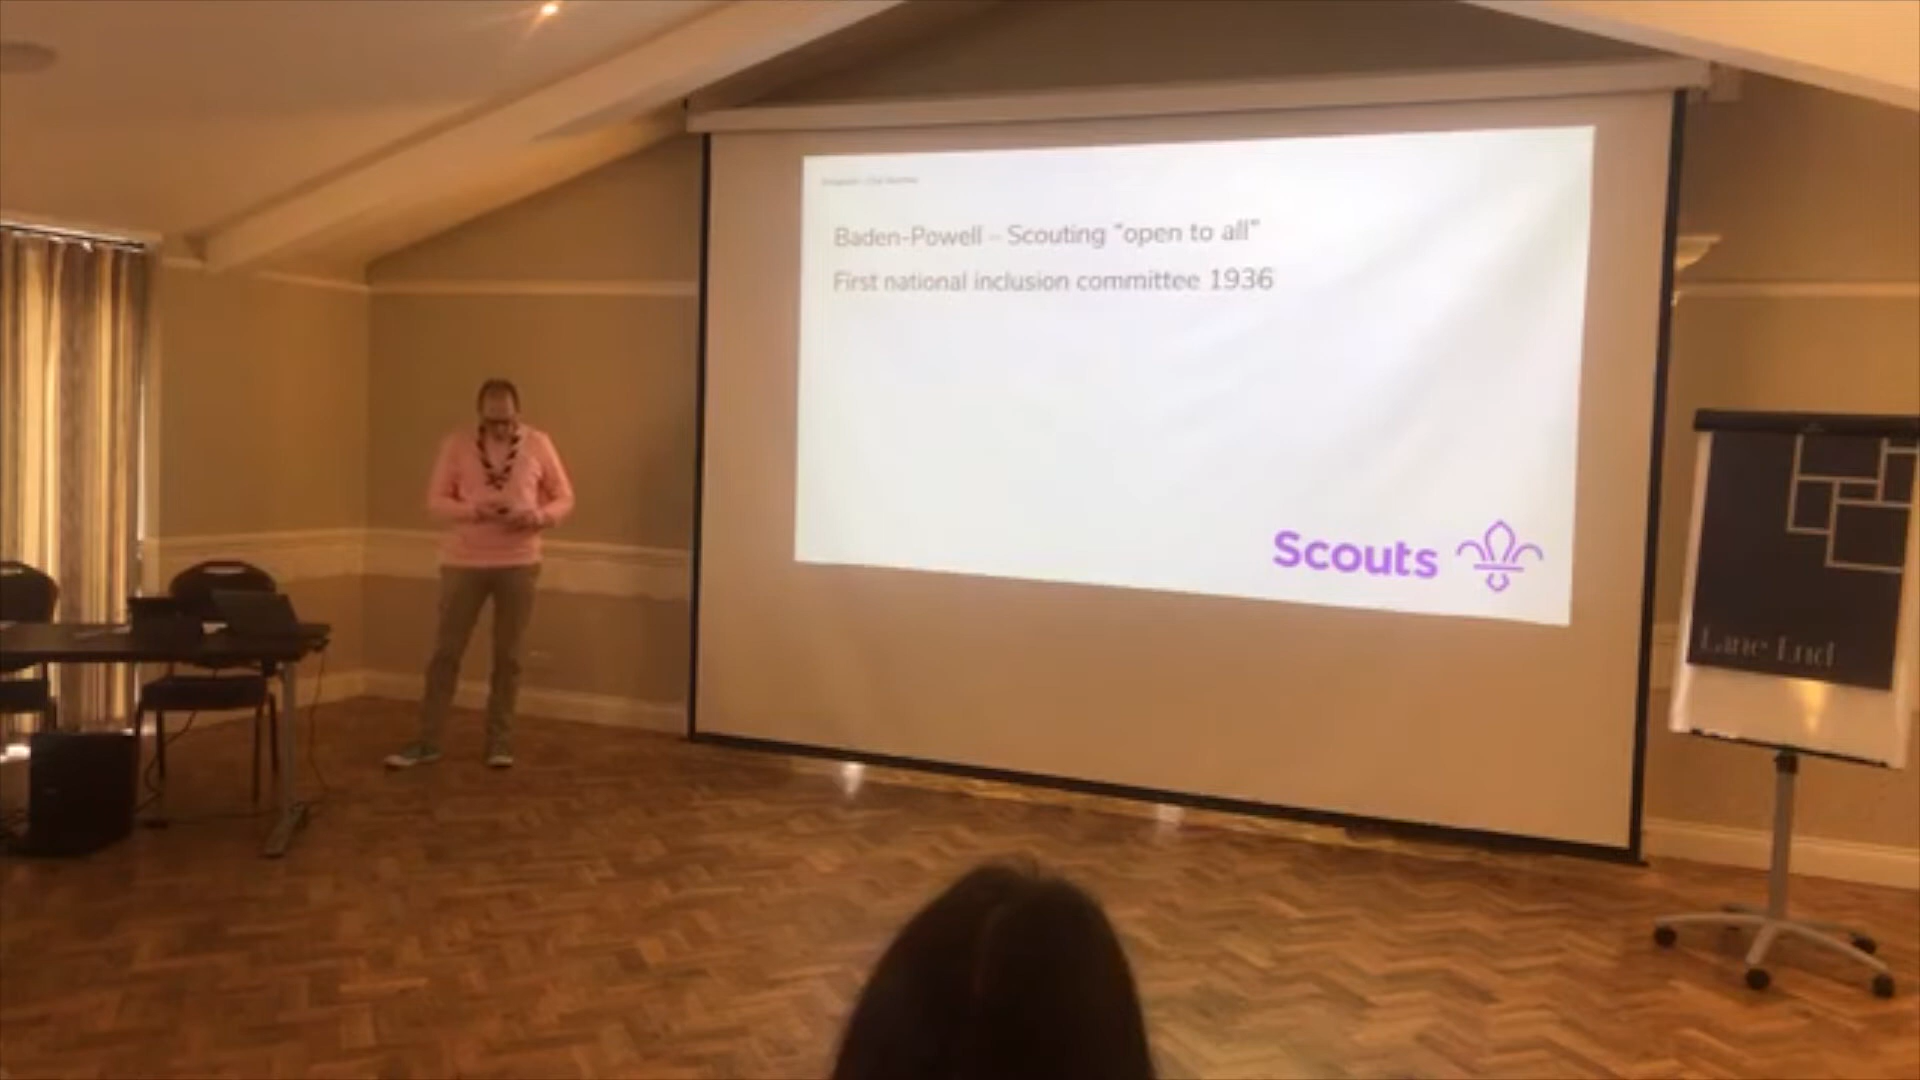 Baden-Powell – Scouting "open to all"
First national inclusion committee 1936
Scouts
Lane End